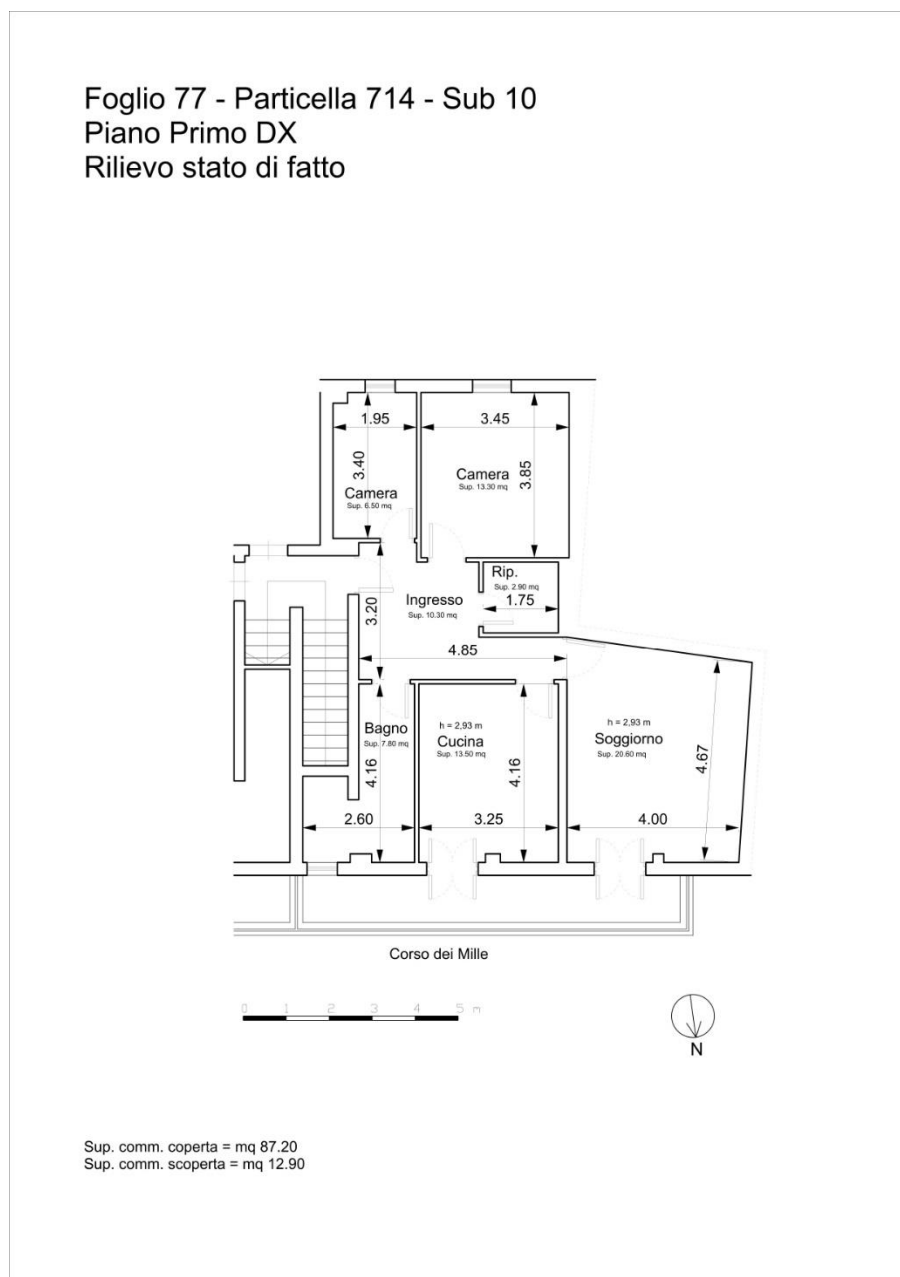 Foglio 77 - Particella 714 - Sub 10
Piano Primo DX
Rilievo stato di fatto
1.95
3.45
3.40
3.85
Camera
Sup. 6.50 mq
Camera
Sup. 13.30 mq
Rip.
Sup. 2.90 mq
1.75
Ingresso
Sup. 10.30 mq
3.20
4.85
Bagno
Sup. 7.80 mq
4.16
2.60
h = 2,93 m
Cucina
Sup. 13.50 mq
4.16
3.25
h = 2,93 m
Soggiorno
Sup. 20.60 mq
4.67
4.00
Corso dei Mille
0 1 2 3 4 5 m
N
Sup. comm. coperta = mq 87.20
Sup. comm. scoperta = mq 12.90